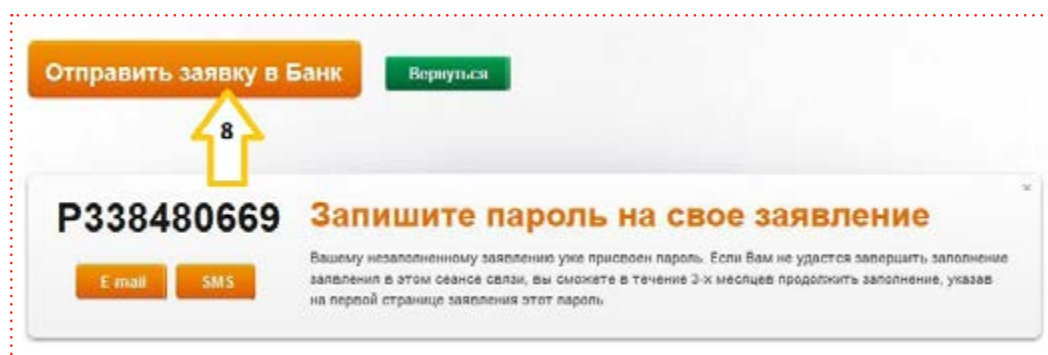 Отправить заявку в Банк Вернуться
8
P338480669 Запишите пароль на свое заявление
Вашему незаполненному заявлению уже присвоен пароль. Если Вам не удастся завершить заполнение
заявления в этом сеансе связи, вы сможете в течение 3-х месяцев продолжить заполнение, указав
на первой странице заявления этот пароль
E-mail SMS